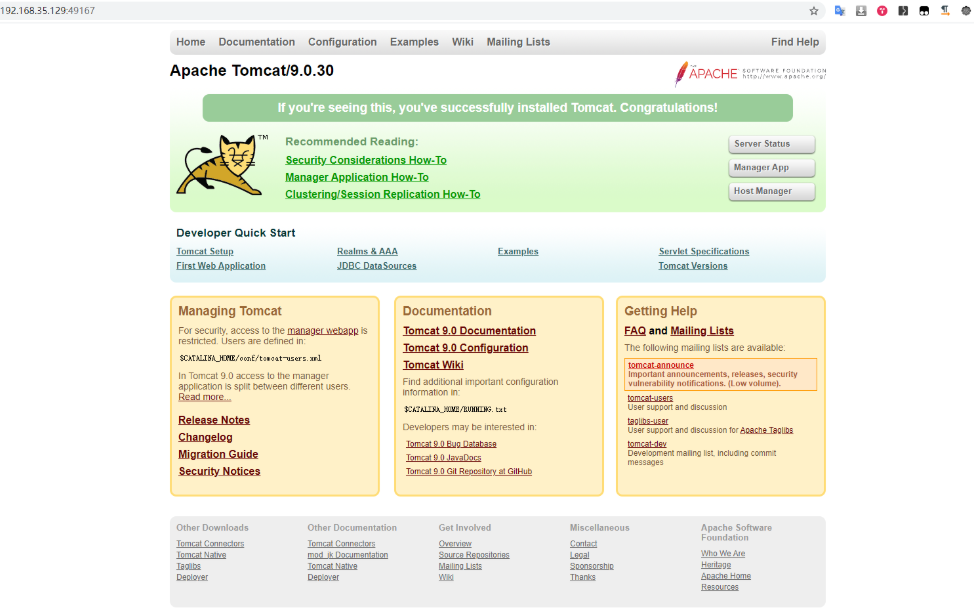 192.168.35.129:49167
Home Documentation Configuration Examples Wiki Mailing Lists Find Help
Apache Tomcat/9.0.30
THE APACHE SOFTWARE FOUNDATION
http://www.apache.org/
If you're seeing this, you've successfully installed Tomcat. Congratulations!
TM
Recommended Reading:
Security Considerations How-To
Manager Application How-To
Clustering/Session Replication How-To
Server Status
Manager App
Host Manager
Developer Quick Start
Tomcat Setup
First Web Application
Realms & AAA
JDBC DataSources
Examples
Servlet Specifications
Tomcat Versions
Managing Tomcat
For security, access to the manager webapp is
restricted. Users are defined in:
$CATALINA_HOME/conf/tomcat-users.xml
In Tomcat 9.0 access to the manager
application is split between different users.
Read more...
Release Notes
Changelog
Migration Guide
Security Notices
Documentation
Tomcat 9.0 Documentation
Tomcat 9.0 Configuration
Tomcat Wiki
Find additional important configuration
information in:
$CATALINA_HOME/RUNNING.txt
Developers may be interested in:
Tomcat 9.0 Bug Database
Tomcat 9.0 JavaDocs
Tomcat 9.0 Git Repository at GitHub
Getting Help
FAQ and Mailing Lists
The following mailing lists are available:
tomcat-announce
Important announcements, releases, security
vulnerability notifications. (Low volume).
tomcat-users
User support and discussion
taglibs-user
User support and discussion for Apache Taglibs
tomcat-dev
Development mailing list, including commit
messages
Other Downloads
Tomcat Connectors
Tomcat Native
Taglibs
Deployer
Other Documentation
Tomcat Connectors
mod_jk Documentation
Tomcat Native
Deployer
Get Involved
Overview
Source Repositories
Mailing Lists
Wiki
Miscellaneous
Contact
Legal
Sponsorship
Thanks
Apache Software
Foundation
Who We Are
Heritage
Apache Home
Resources